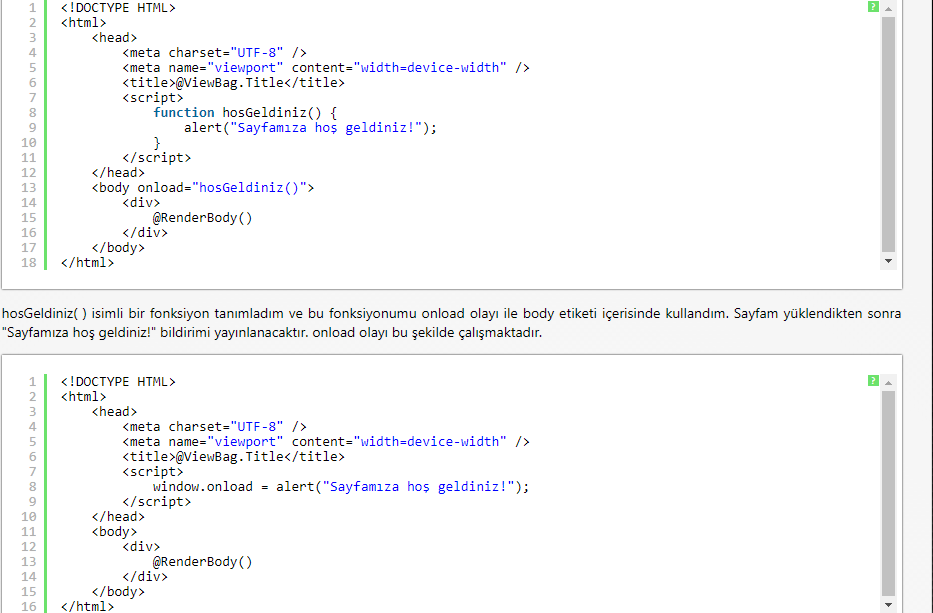 1 <!DOCTYPE HTML>
2 <html>
3     <head>
4         <meta charset="UTF-8" />
5         <meta name="viewport" content="width=device-width" />
6         <title>@ViewBag.Title</title>
7         <script>
8             function hosGeldiniz() {
9                 alert("Sayfamıza hoş geldiniz!");
10             }
11         </script>
12     </head>
13     <body onload="hosGeldiniz()">
14         <div>
15             @RenderBody()
16         </div>
17     </body>
18 </html>
?
hosGeldiniz( ) isimli bir fonksiyon tanımladım ve bu fonksiyonumu onload olayı ile body etiketi içerisinde kullandım. Sayfam yüklendikten sonra
"Sayfamıza hoş geldiniz!" bildirimi yayınlanacaktır. onload olayı bu şekilde çalışmaktadır.
1 <!DOCTYPE HTML>
2 <html>
3     <head>
4         <meta charset="UTF-8" />
5         <meta name="viewport" content="width=device-width" />
6         <title>@ViewBag.Title</title>
7         <script>
8             window.onload = alert("Sayfamıza hoş geldiniz!");
9         </script>
10     </head>
11     <body>
12         <div>
13             @RenderBody()
14         </div>
15     </body>
16 </html>
?